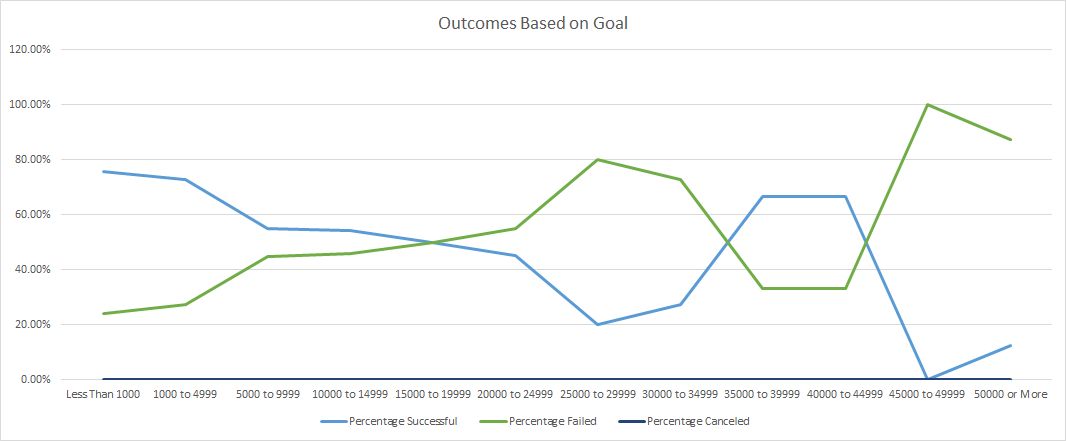 Outcomes Based on Goal
120.00%
100.00%
80.00%
60.00%
40.00%
20.00%
0.00%
Less Than 1000 1000 to 4999 5000 to 9999 10000 to 14999 15000 to 19999 20000 to 24999 25000 to 29999 30000 to 34999 35000 to 39999 40000 to 44999 45000 to 49999 50000 or More
Percentage Successful Percentage Failed Percentage Canceled